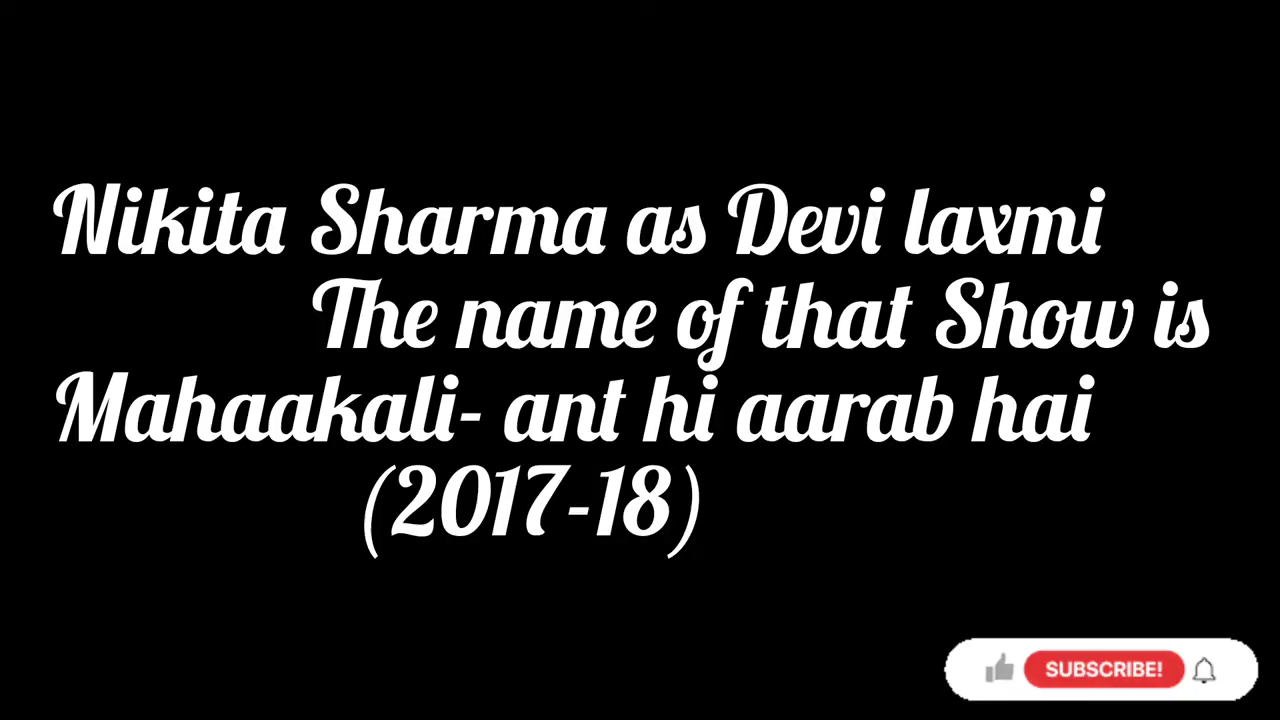 Nikita Sharma as Devi laxmi
The name of that Show is
Mahaakali- ant hi aarab hai
(2017-18)
SUBSCRIBE!